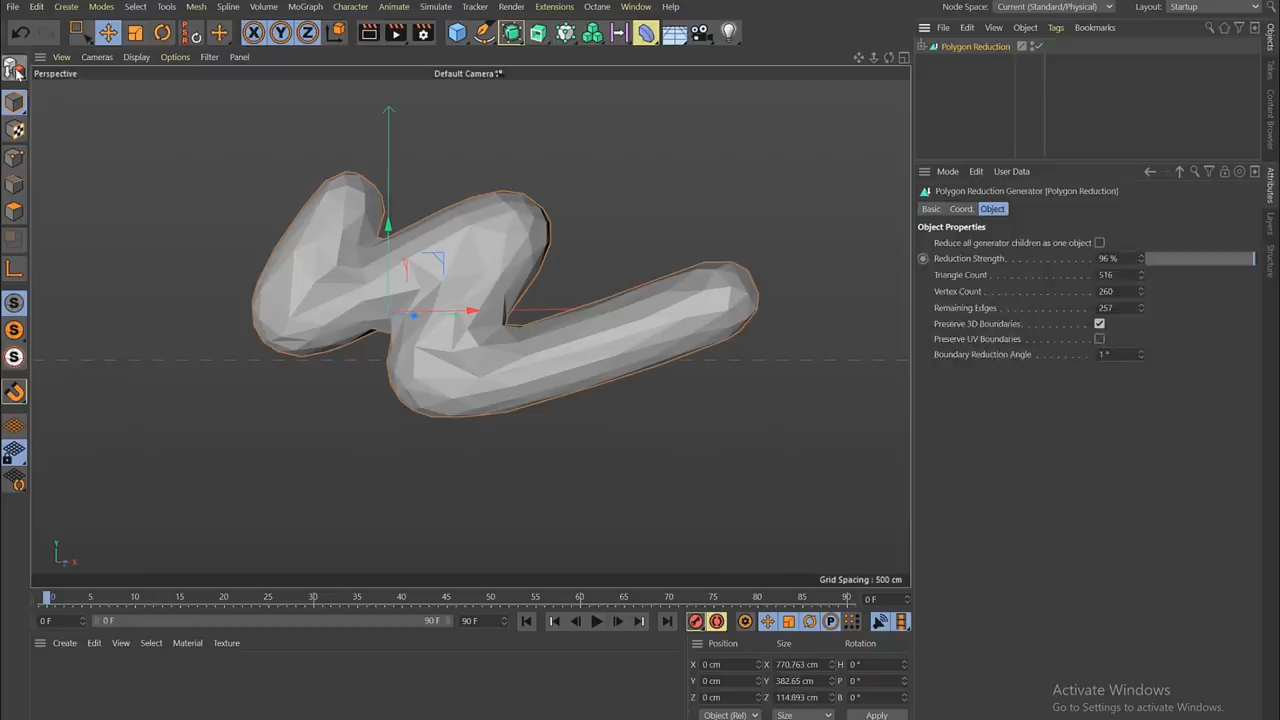 File Edit Create Modes Select Tools Mesh Spline Volume MoGraph Character Animate Simulate Tracker Render Extensions Octane Window Help
Node Space: Current (Standard/Physical) Layout: Startup
View Cameras Display Options Filter Panel
Perspective
Default Camera
X Y Z
PSR
File Edit View Object Tags Bookmarks
Polygon Reduction
Objects
Takes
Content Browser
Mode Edit User Data
Polygon Reduction Generator [Polygon Reduction]
Basic Coord. Object
Object Properties
Reduce all generator children as one object
Reduction Strength. 96 %
Triangle Count 516
Vertex Count 260
Remaining Edges 257
Preserve 3D Boundaries
Preserve UV Boundaries
Boundary Reduction Angle 1 °
Attributes
Layers
Structure
S
S
S
Y
Z X
Grid Spacing : 500 cm
0 5 10 15 20 25 30 35 40 45 50 55 60 65 70 75 80 85 90 0 F
0 F 0 F 90 F 90 F
P
Create Edit View Select Material Texture
Position Size Rotation
X 0 cm X 770.763 cm H 0 °
Y 0 cm Y 382.65 cm P 0 °
Z 0 cm Z 114.893 cm B 0 °
Object (Rel) Size Apply
Activate Windows
Go to Settings to activate Windows.